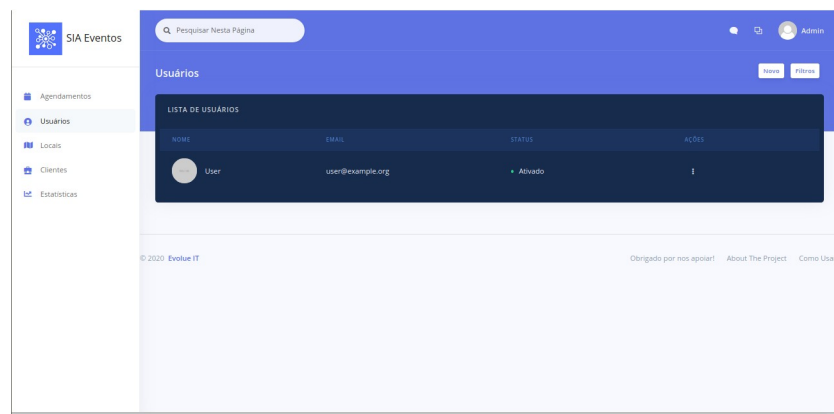 SIA Eventos
Pesquisar Nesta Página
Admin
Usuários
Novo Filtros
Agendamentos
Usuários
Locais
Clientes
Estatísticas
LISTA DE USUÁRIOS
NOME EMAIL STATUS AÇÕES
User user@example.org Ativado
© 2020 Evolue IT
Obrigado por nos apoiar! About The Project Como Usa